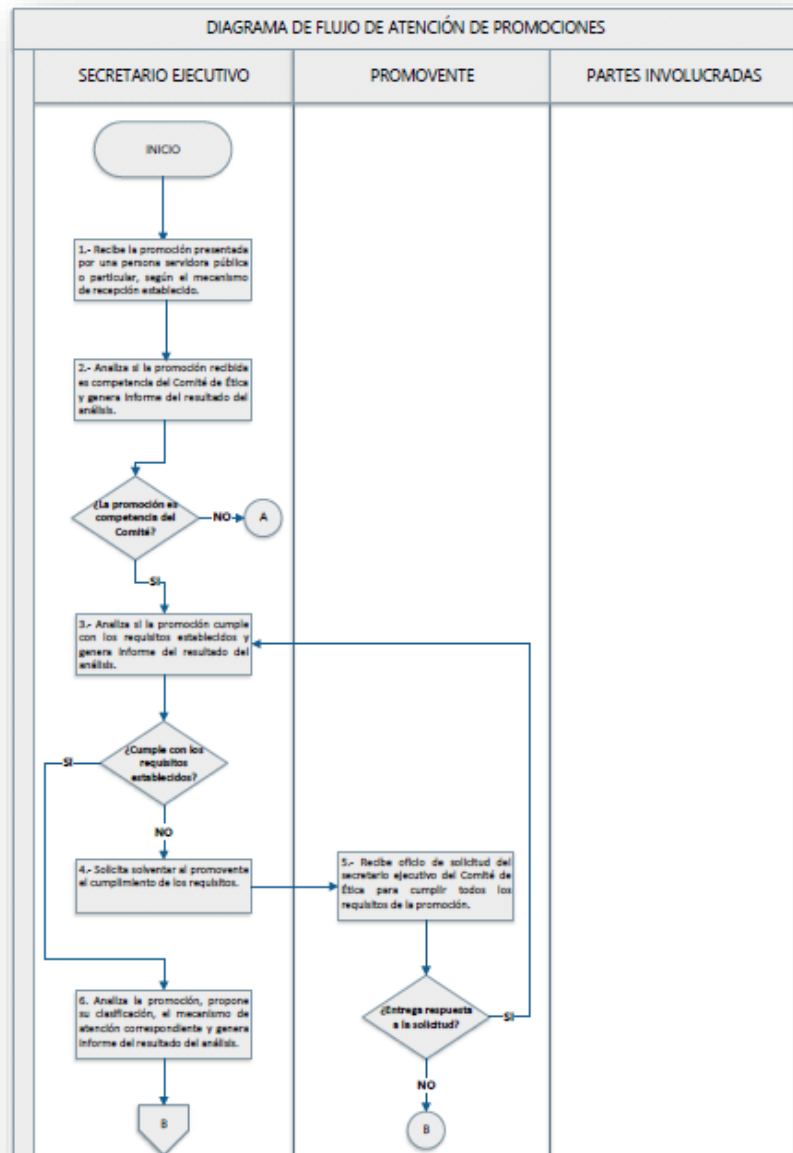 DIAGRAMA DE FLUJO DE ATENCIÓN DE PROMOCIONES
SECRETARIO EJECUTIVO
PROMOVENTE
PARTES INVOLUCRADAS
INICIO
1.- Recibe la promoción presentada
por una persona servidora pública
o particular, según el mecanismo
de recepción establecido.
2.- Analiza si la promoción recibida
es competencia del Comité de Ética
y genera informe del resultado del
análisis.
¿La promoción es
competencia del
Comité?
NO
A
SI
3.- Analiza si la promoción cumple
con los requisitos establecidos y
genera informe del resultado del
análisis.
¿Cumple con los
requisitos
establecidos?
SI
NO
4.- Solicita solventar al promovente
el cumplimiento de los requisitos.
5.- Recibe oficio de solicitud del
secretario ejecutivo del Comité de
Ética para cumplir todos los
requisitos de la promoción.
6. Analiza la promoción, propone
su clasificación, el mecanismo de
atención correspondiente y genera
informe del resultado del análisis.
¿Entrega respuesta
a la solicitud?
SI
NO
B
B